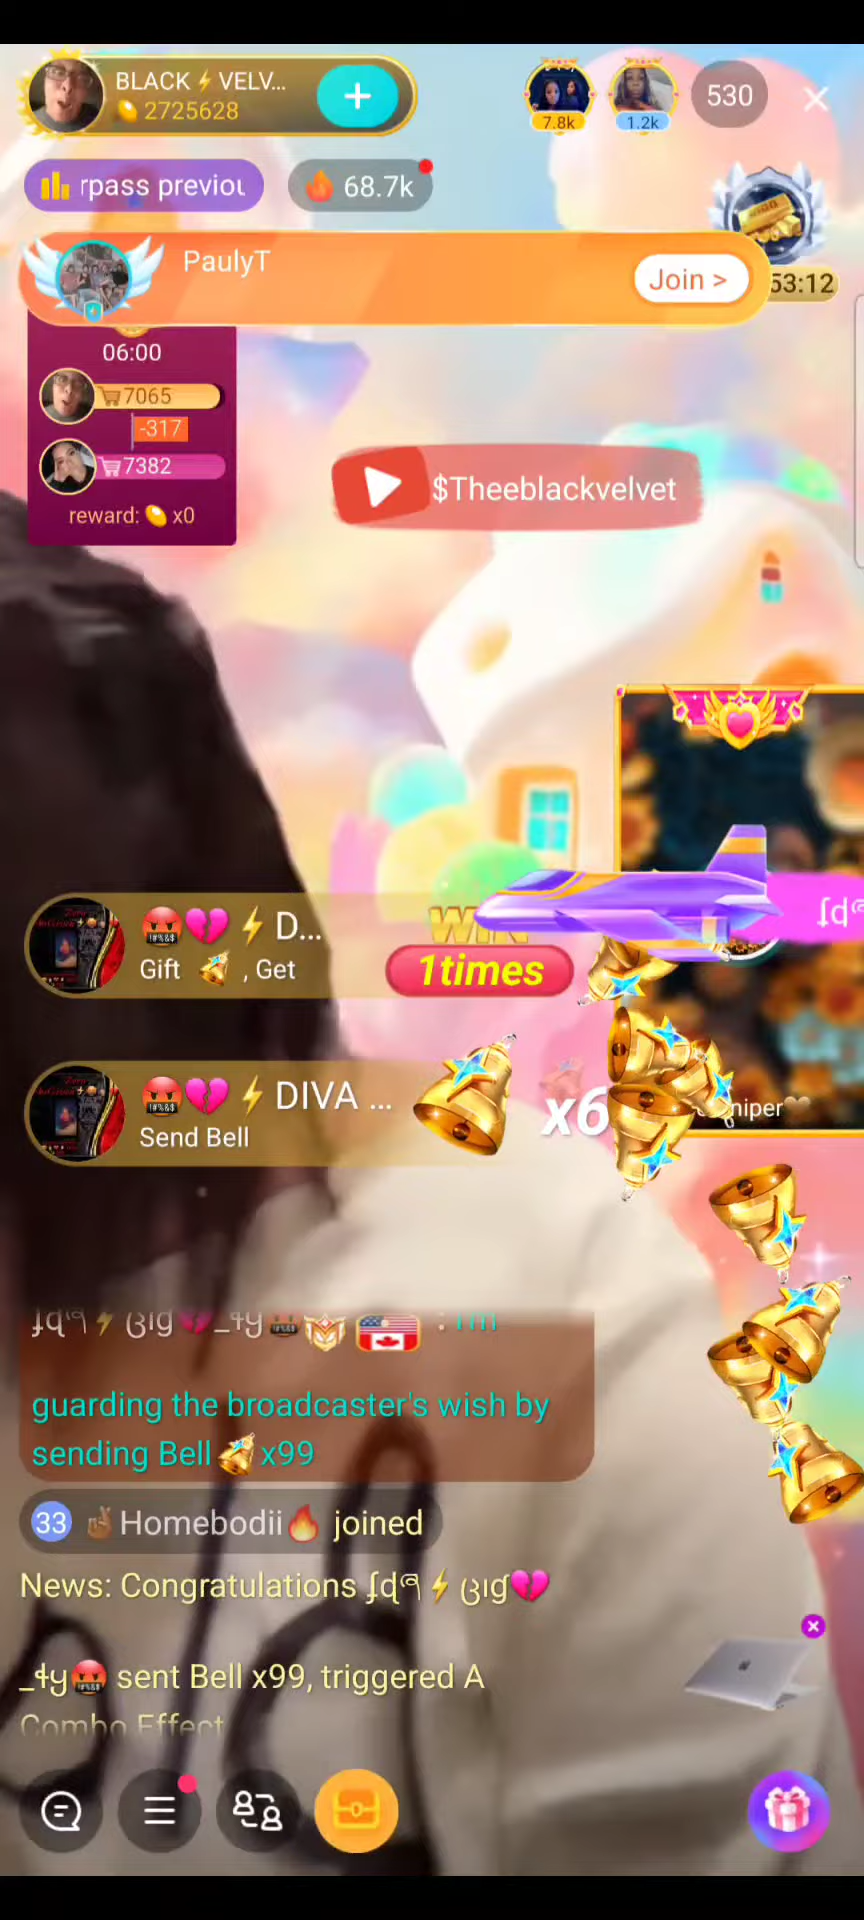 BLACK⚡VELV...
2725628
7.8k
1.2k
530
rpass previou
68.7k
PaulyT
Join >
53:12
06:00
7065
-317
7382
reward: x0
$Theeblackvelvet
🤬💔⚡D...
Gift , Get
WIN
1times
🤬💔⚡DIVA ...
Send Bell
x6
niper
guarding the broadcaster's wish by
sending Bell x99
33 Homebodii🔥 joined
News: Congratulations
sent Bell x99, triggered A
Combo Effect